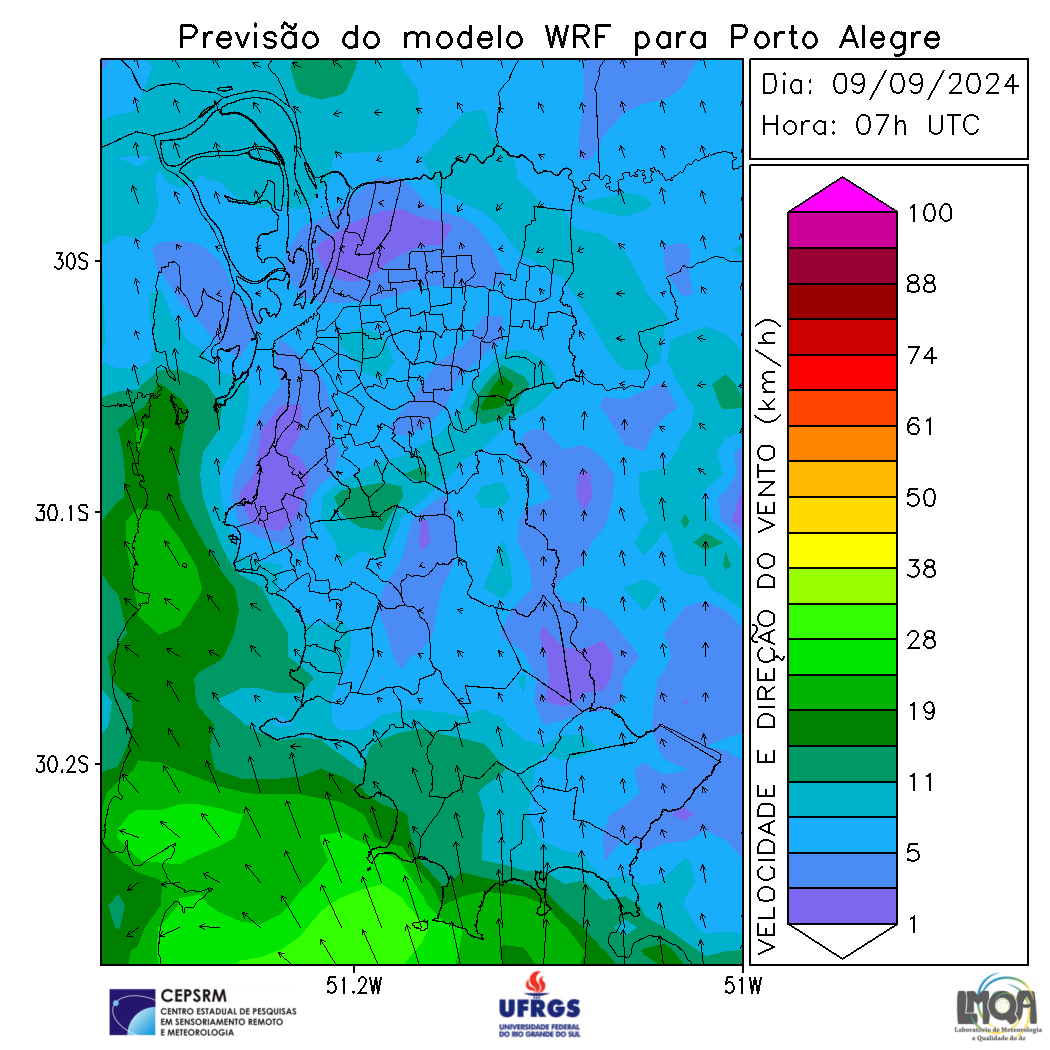 Previsão do modelo WRF para Porto Alegre
Dia: 09/09/2024
Hora: 07h UTC
30S
30.1S
30.2S
51.2W
51W
VELOCIDADE E DIREÇÃO DO VENTO (km/h)
100
88
74
61
50
38
28
19
11
5
1
CEPSRM
CENTRO ESTADUAL DE PESQUISAS
EM SENSORIAMENTO REMOTO
E METEOROLOGIA
UFRGS
UNIVERSIDADE FEDERAL
DO RIO GRANDE DO SUL
LMQA
Laboratório de Meteorologia
e Qualidade do Ar